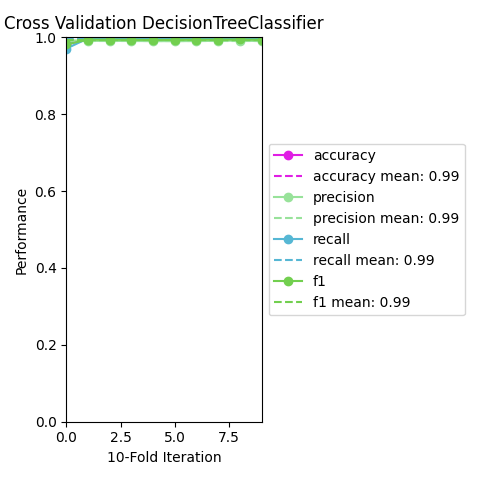 Cross Validation DecisionTreeClassifier
1.0
0.8
0.6
0.4
0.2
0.0
Performance
0.0 2.5 5.0 7.5
10-Fold Iteration
accuracy
accuracy mean: 0.99
precision
precision mean: 0.99
recall
recall mean: 0.99
f1
f1 mean: 0.99